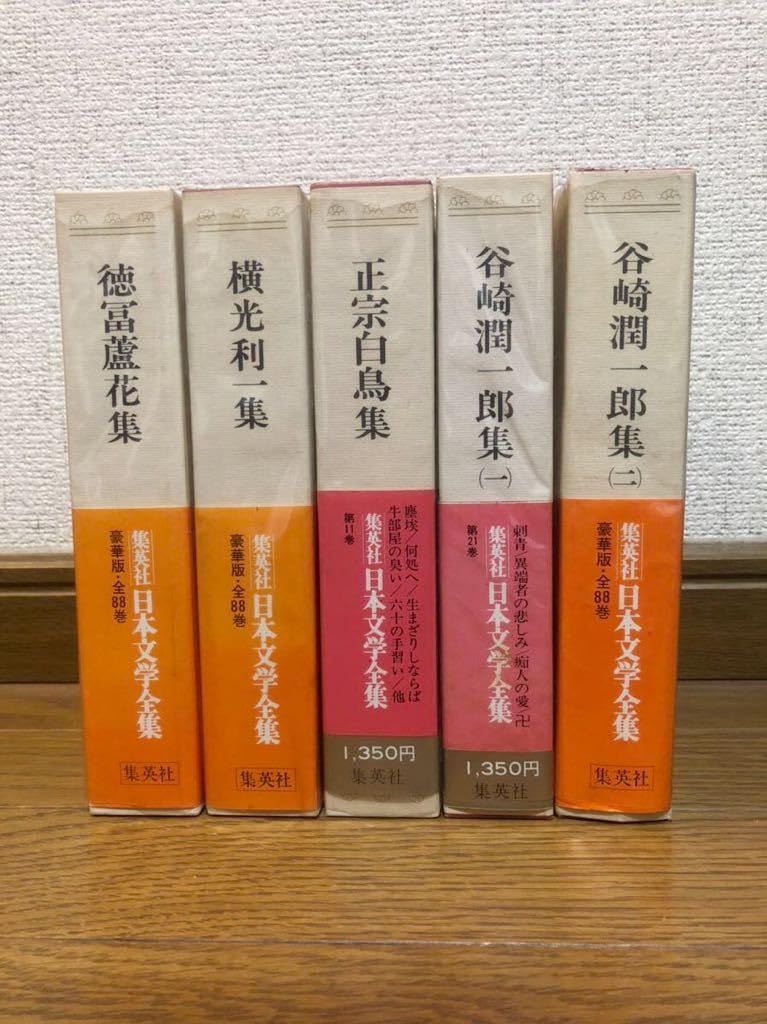 徳冨蘆花集
豪華版・全88巻
集英社
日本文学全集
集英社
横光利一集
豪華版・全88巻
集英社
日本文学全集
集英社
正宗白鳥集
塵埃/何処へ/生まざりしならば
牛部屋の臭い/六十の手習い/他
集英社 日本文学全集
第11巻
1,350円
集英社
谷崎潤一郎集(一)
刺青/異端者の悲しみ/痴人の愛/卍
集英社 日本文学全集
第21巻
1,350円
集英社
谷崎潤一郎集(二)
豪華版・全88巻
集英社
日本文学全集
集英社